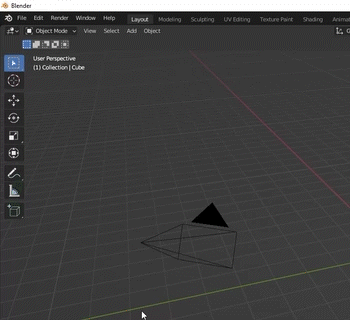 Blender
File Edit Render Window Help Layout Modeling Sculpting UV Editing Texture Paint Shading
Object Mode View Select Add Object
User Perspective
(1) Collection | Cube